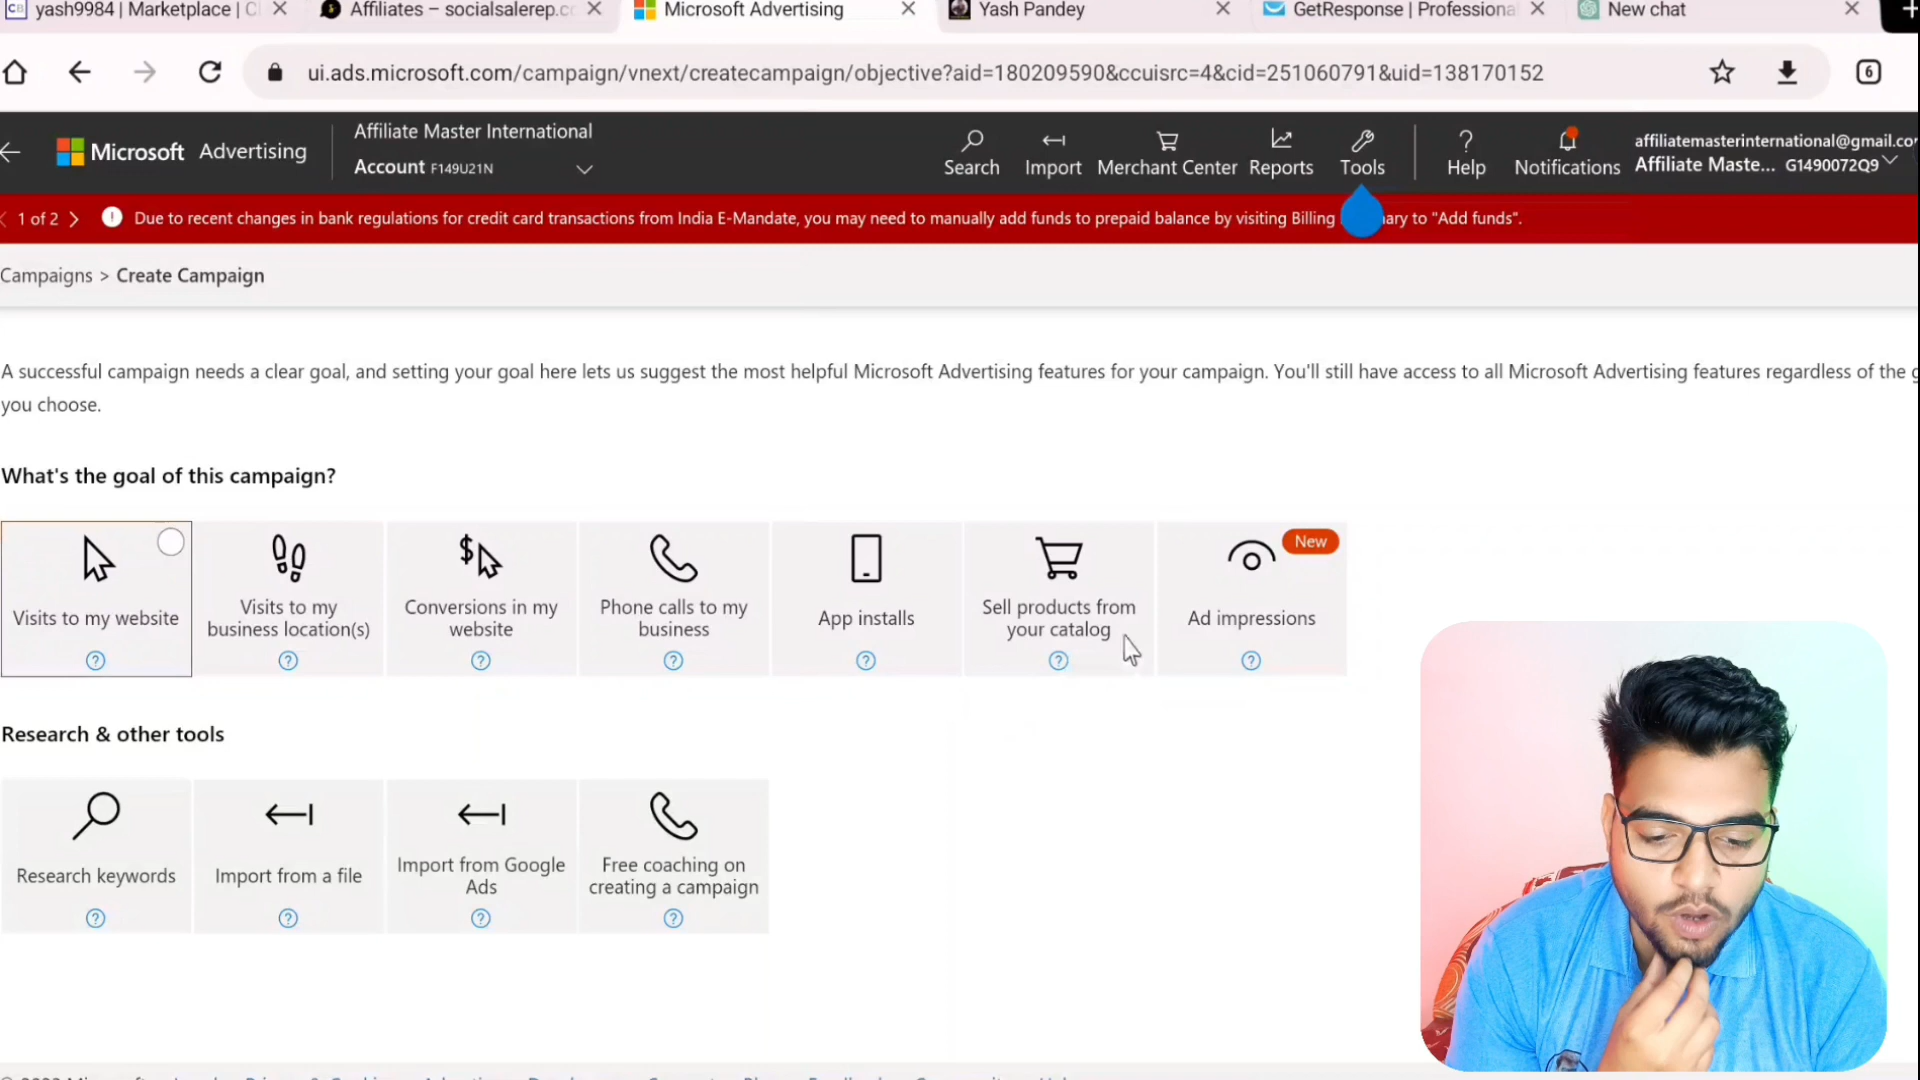 yash9984 | Marketplace | C
Affiliates – socialsalerep.cc
Microsoft Advertising
Yash Pandey
GetResponse | Professiona
New chat
ui.ads.microsoft.com/campaign/vnext/createcampaign/objective?aid=180209590&ccuisrc=4&cid=251060791&uid=138170152
6
Microsoft Advertising
Affiliate Master International
Account F149U21N
Search
Import
Merchant Center
Reports
Tools
Help
Notifications
affiliatemasterinternational@gmail.co
Affiliate Maste... G1490072Q9
1 of 2
Due to recent changes in bank regulations for credit card transactions from India E-Mandate, you may need to manually add funds to prepaid balance by visiting Billing ary to "Add funds".
Campaigns > Create Campaign
A successful campaign needs a clear goal, and setting your goal here lets us suggest the most helpful Microsoft Advertising features for your campaign. You'll still have access to all Microsoft Advertising features regardless of the g
you choose.
What's the goal of this campaign?
Visits to my website
Visits to my
business location(s)
Conversions in my
website
Phone calls to my
business
App installs
Sell products from
your catalog
New
Ad impressions
Research & other tools
Research keywords
Import from a file
Import from Google
Ads
Free coaching on
creating a campaign